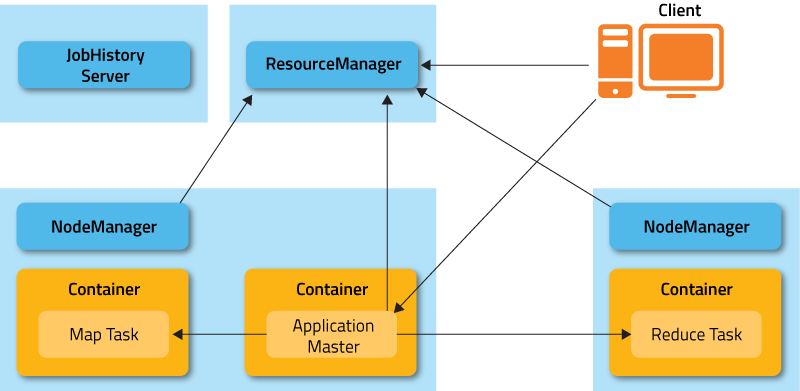 Client
JobHistory
Server
ResourceManager
NodeManager
NodeManager
Container
Container
Container
Map Task
Application
Master
Reduce Task